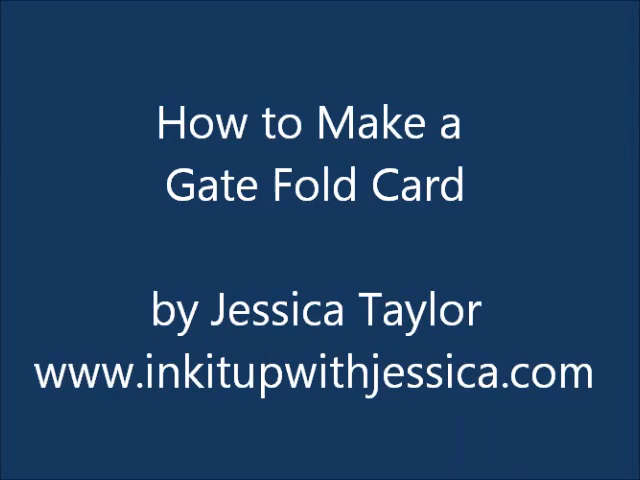 How to Make a
Gate Fold Card
by Jessica Taylor
www.inkitupwithjessica.com